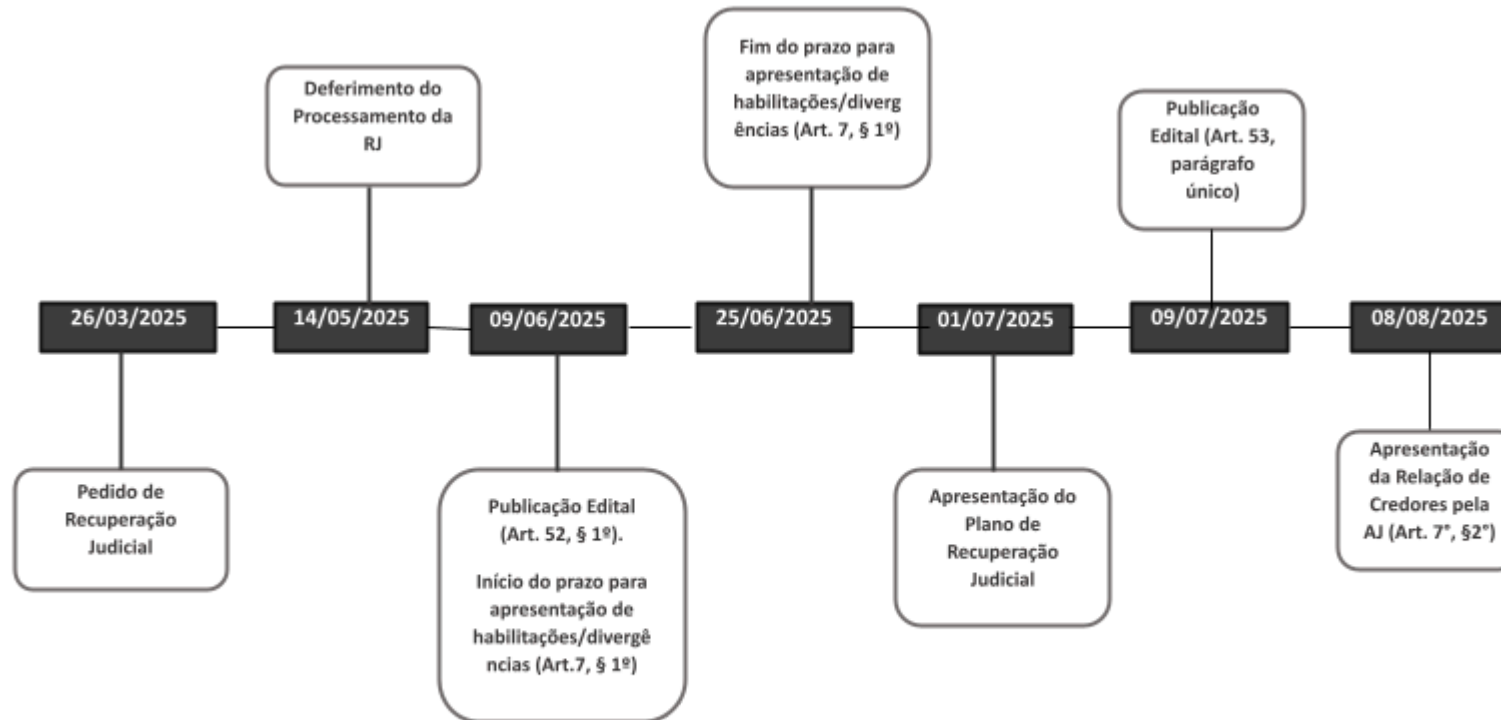 Deferimento do
Processamento da
RJ
Fim do prazo para
apresentação de
habilitações/diverg
ências (Art. 7, § 1º)
Publicação
Edital (Art. 53,
parágrafo
único)
26/03/2025
14/05/2025
09/06/2025
25/06/2025
01/07/2025
09/07/2025
08/08/2025
Pedido de
Recuperação
Judicial
Publicação Edital
(Art. 52, § 1º).
Início do prazo para
apresentação de
habilitações/divergê
ncias (Art.7, § 1º)
Apresentação do
Plano de
Recuperação
Judicial
Apresentação
da Relação de
Credores pela
AJ (Art. 7°, §2°)